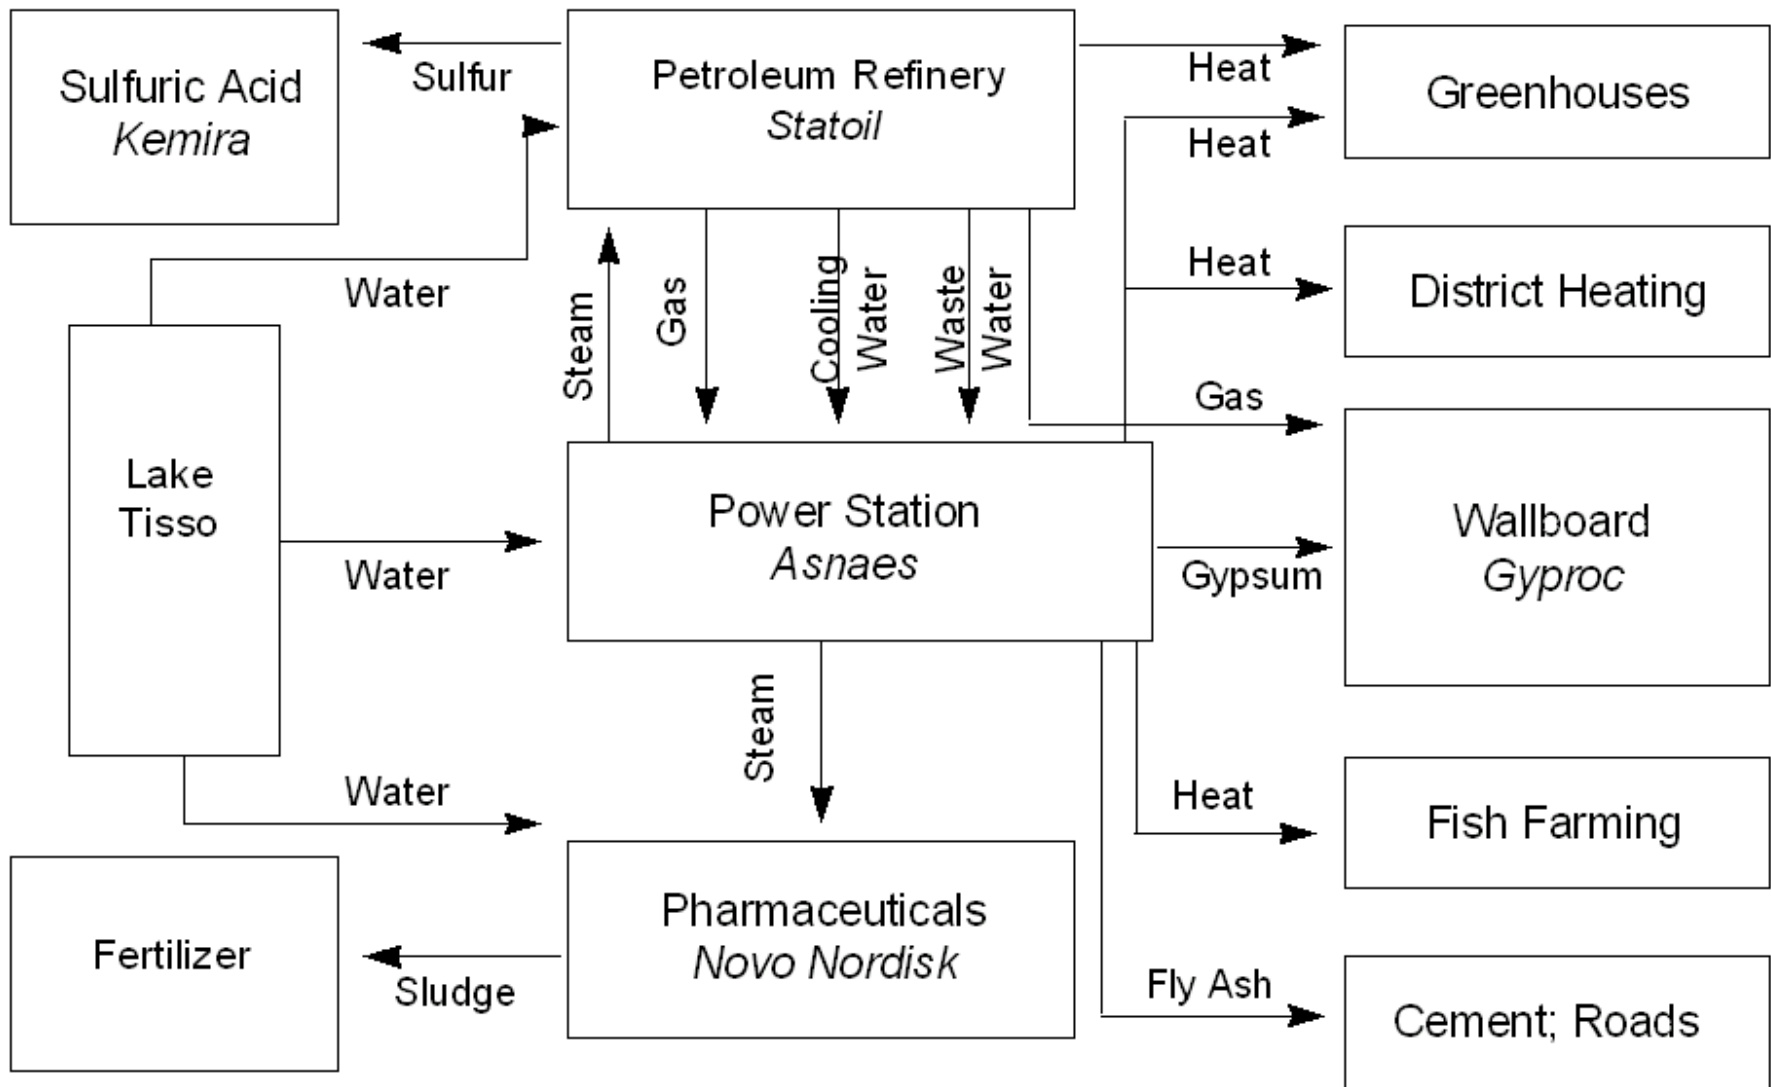 Sulfuric Acid
Kemira
Sulfur
Petroleum Refinery
Statoil
Heat
Heat
Greenhouses
Water
Steam
Gas
Cooling
Water
Waste
Water
Heat
District Heating
Gas
Lake
Tisso
Water
Power Station
Asnaes
Gypsum
Wallboard
Gyproc
Steam
Water
Heat
Fish Farming
Fertilizer
Sludge
Pharmaceuticals
Novo Nordisk
Fly Ash
Cement; Roads